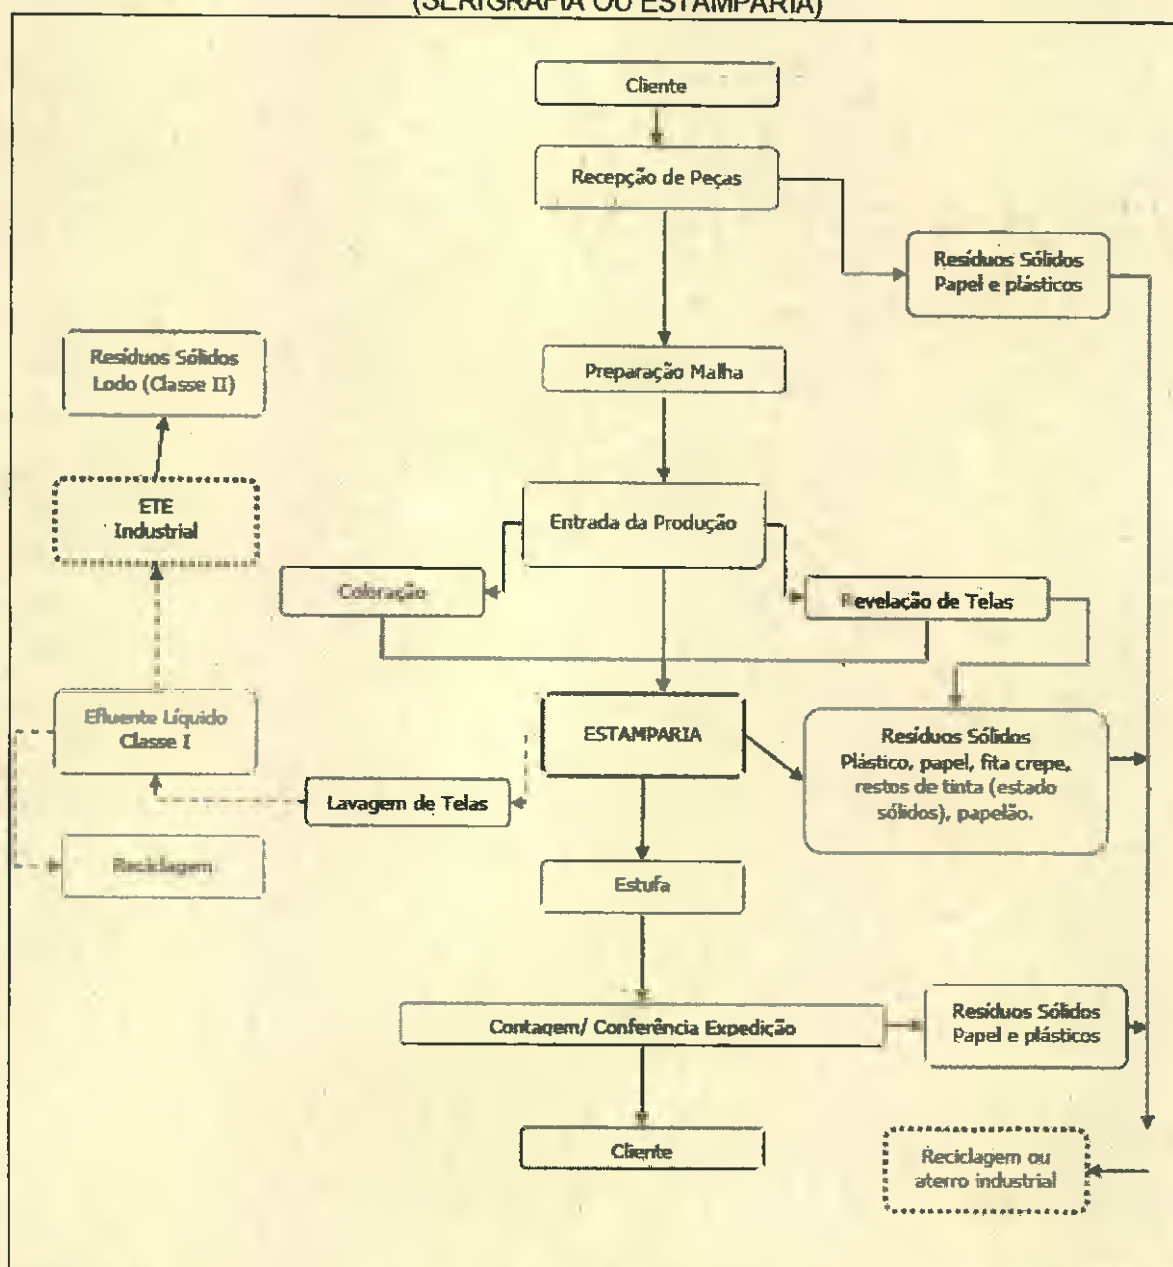 (SERIGRAFIA OU ESTAMPARIA)
Cliente
Recepção de Peças
Resíduos Sólidos
Papel e plásticos
Resíduos Sólidos
Lodo (Classe II)
Preparação Malha
ETE
Industrial
Entrada da Produção
Coloração
Revelação de Telas
Efluente Líquido
Classe I
ESTAMPARIA
Resíduos Sólidos
Plástico, papel, fita crepe,
restos de tinta (estado
sólidos), papelão.
Lavagem de Telas
Reciclagem
Estufa
Contagem/ Conferência Expedição
Resíduos Sólidos
Papel e plásticos
Cliente
Reciclagem ou
aterro industrial